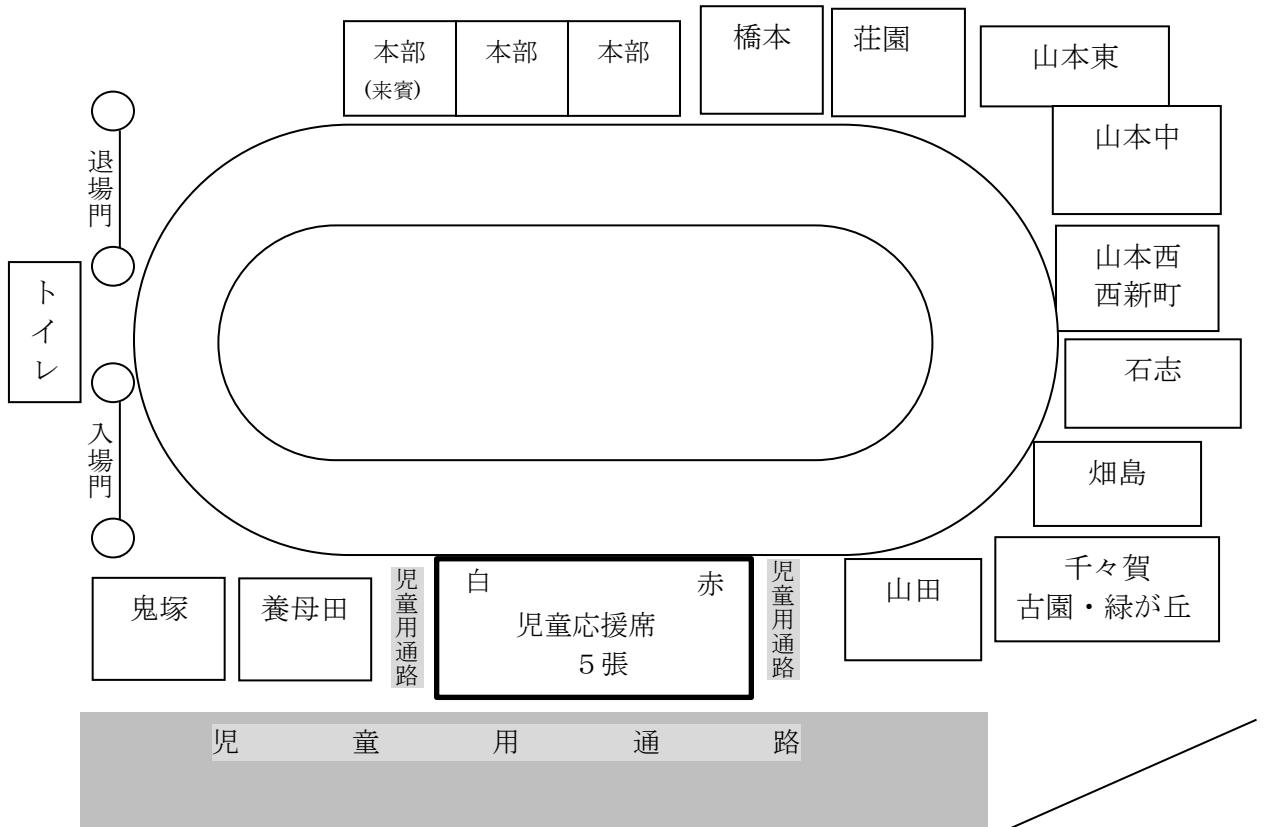 本部
(来賓)
本部
本部
橋本
荘園
山本東
山本中
退場門
山本西
西新町
トイレ
石志
入場門
畑島
鬼塚
養母田
児童用通路
白 赤
児童応援席
５張
児童用通路
山田
千々賀
古園・緑が丘
児童用通路